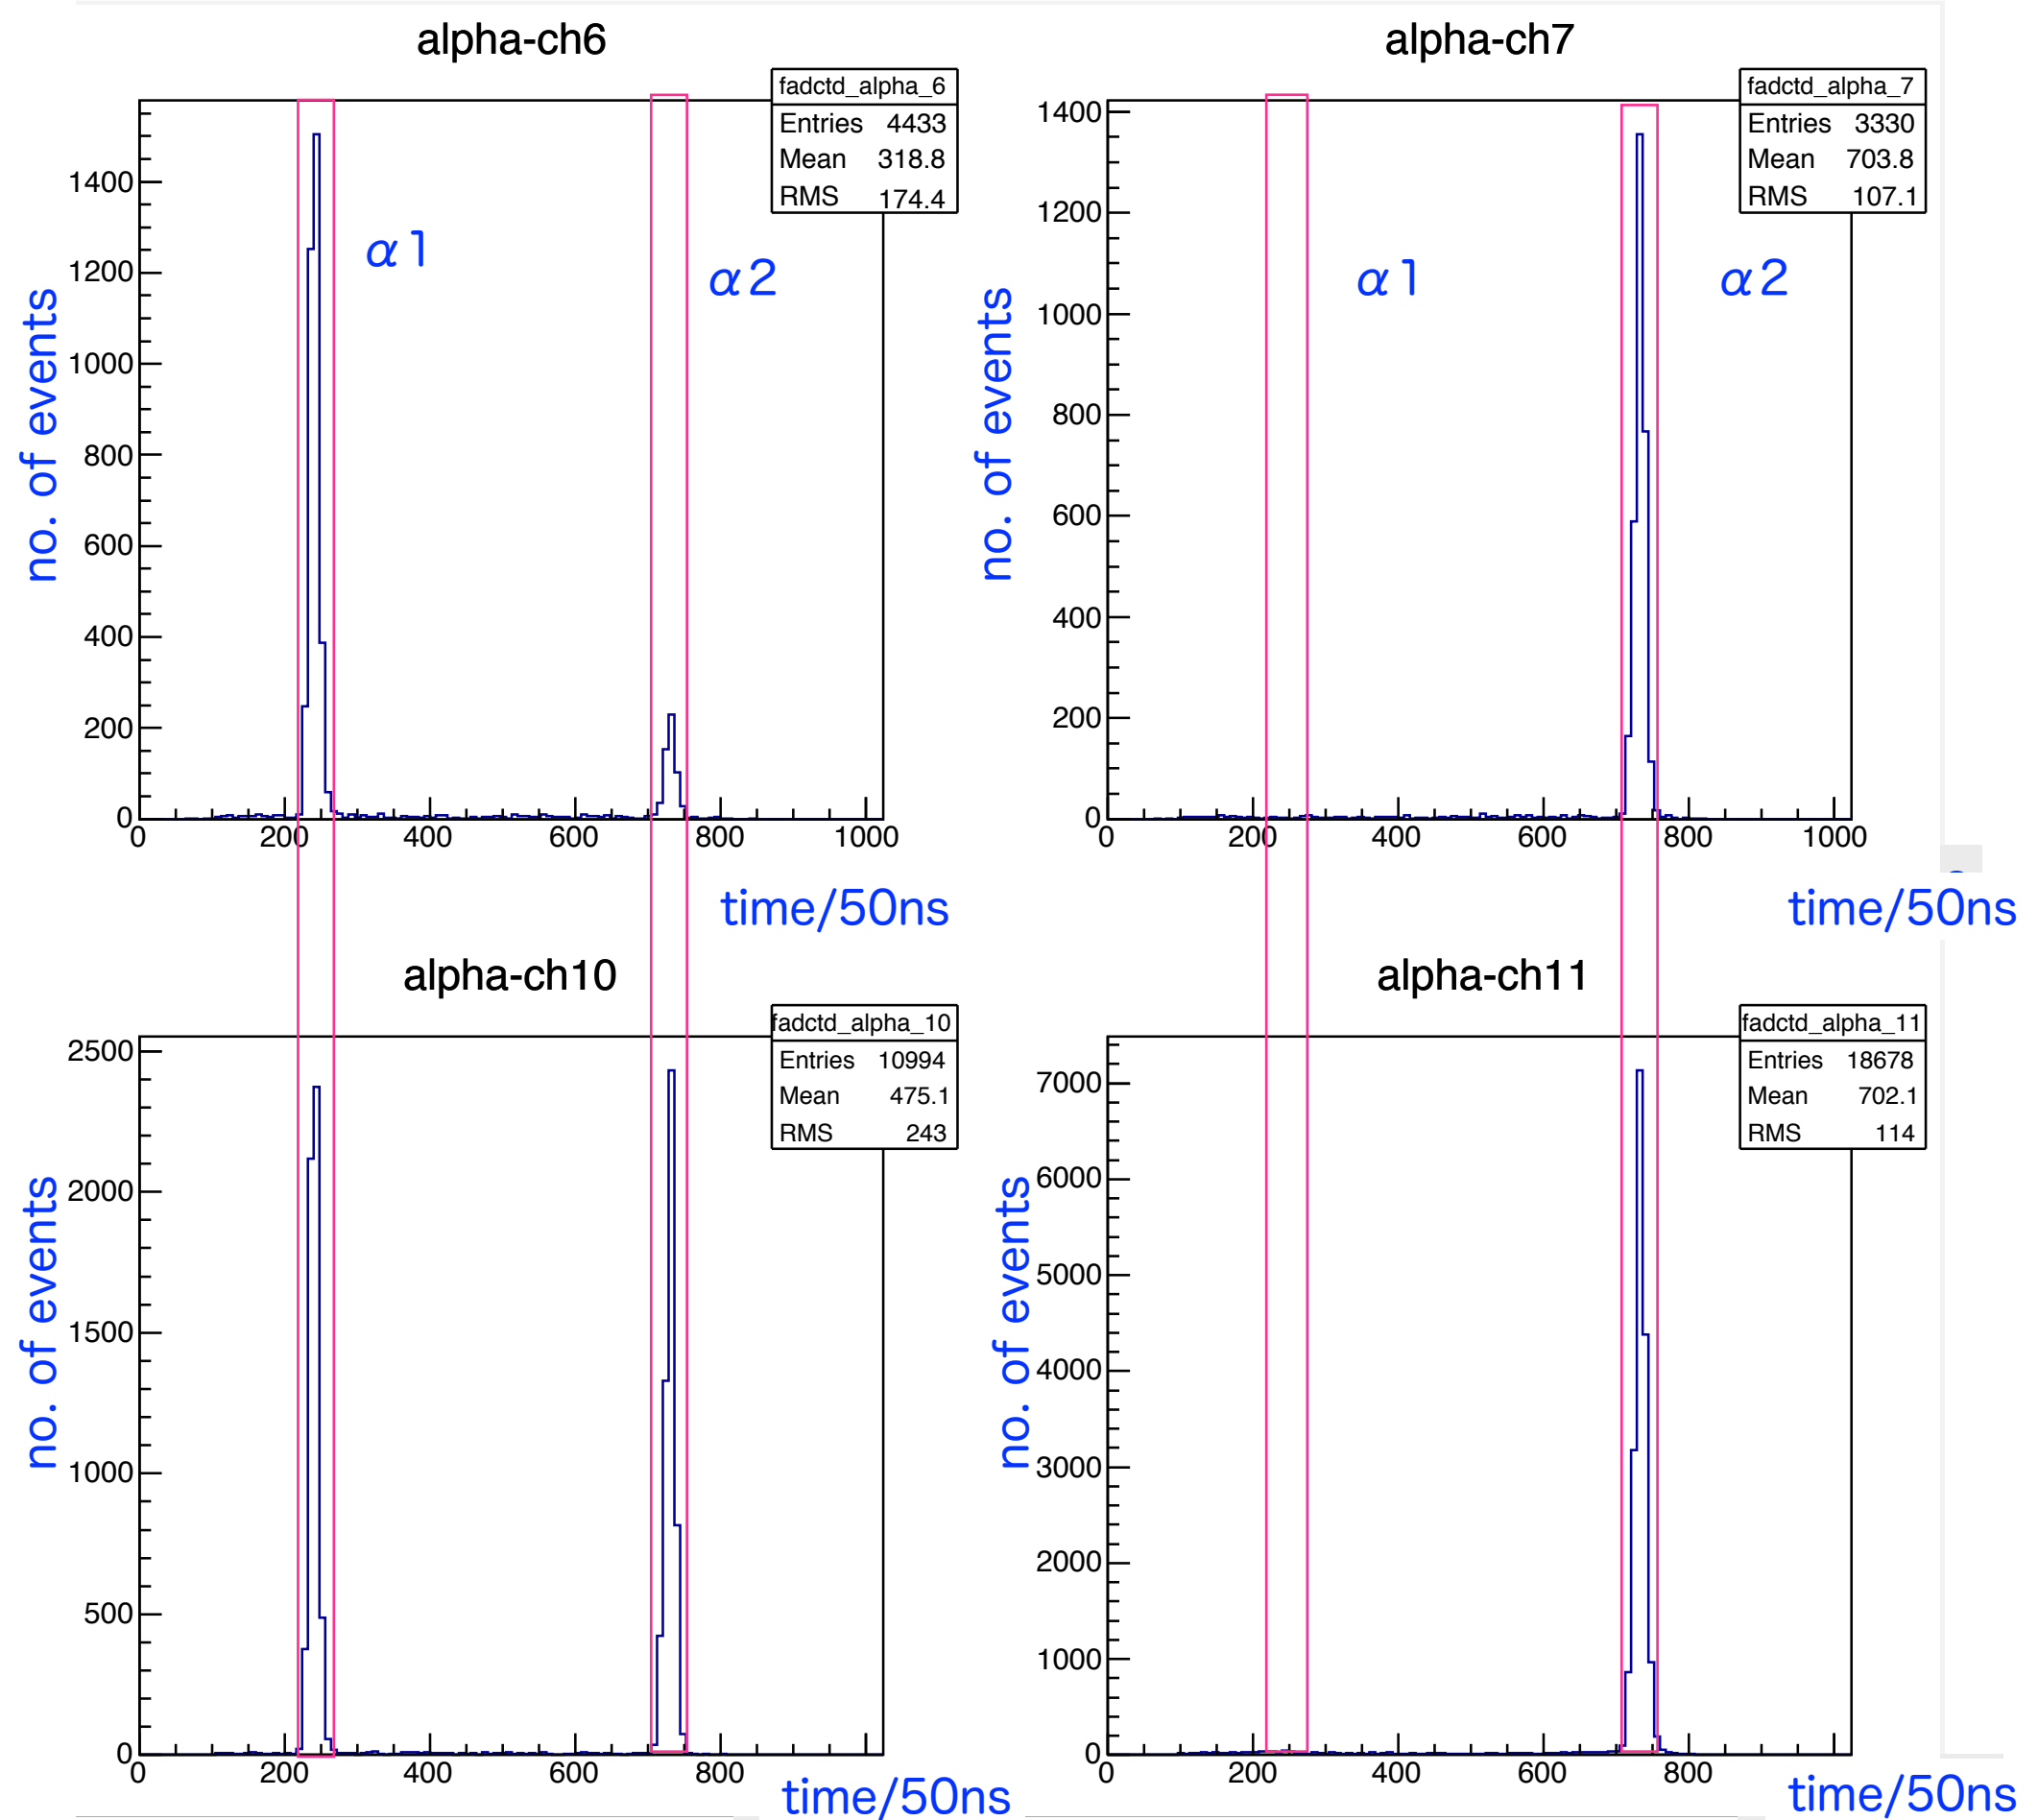 alpha-ch6
fadctd_alpha_6
Entries 4433
Mean 318.8
RMS 174.4
α1
α2
no. of events
1400
1200
1000
800
600
400
200
0
0 200 400 600 800 1000
time/50ns
alpha-ch7
fadctd_alpha_7
Entries 3330
Mean 703.8
RMS 107.1
α1
α2
no. of events
1400
1200
1000
800
600
400
200
0
0 200 400 600 800 1000
time/50ns
alpha-ch10
fadctd_alpha_10
Entries 10994
Mean 475.1
RMS 243
no. of events
2500
2000
1500
1000
500
0
0 200 400 600 800
time/50ns
alpha-ch11
fadctd_alpha_11
Entries 18678
Mean 702.1
RMS 114
no. of events
7000
6000
5000
4000
3000
2000
1000
0
0 200 400 600 800
time/50ns